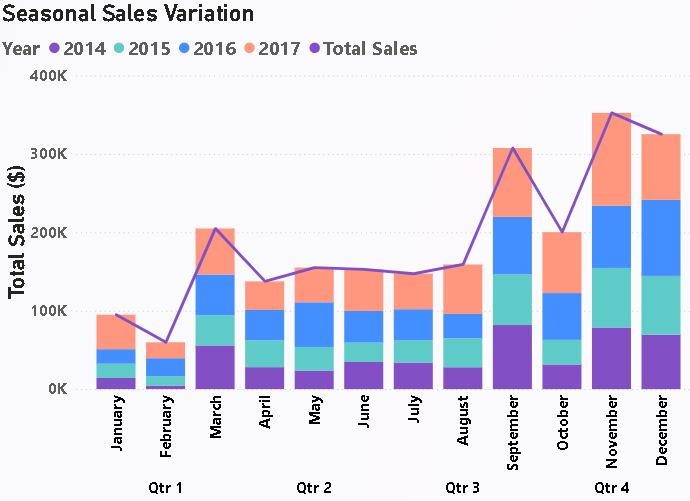 Seasonal Sales Variation
Year 2014 2015 2016 2017 Total Sales
400K
300K
200K
100K
0K
Total Sales ($)
January
February
March
April
May
June
July
August
September
October
November
December
Qtr 1
Qtr 2
Qtr 3
Qtr 4